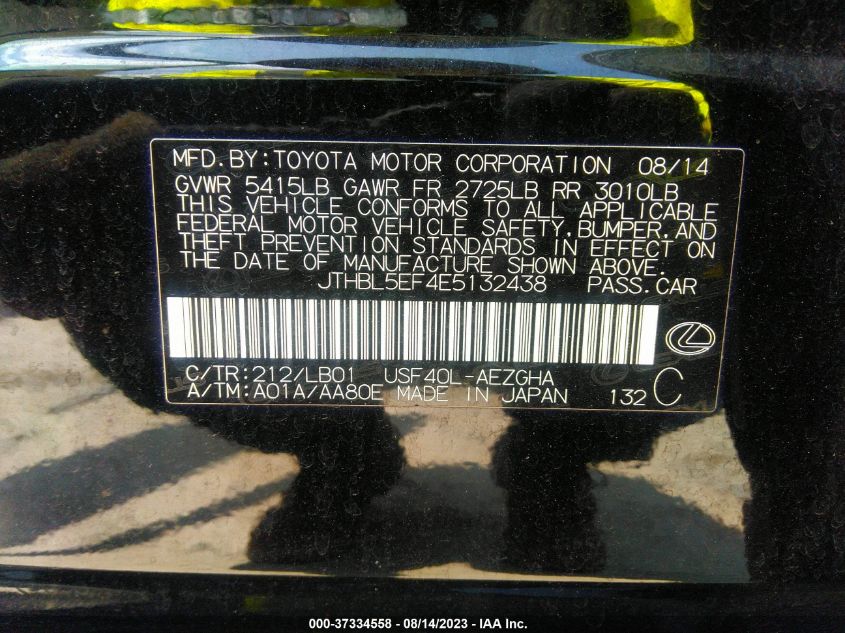 MFD. BY: TOYOTA MOTOR CORPORATION 08/14
GVWR 5415LB GAWR FR 2725LB RR 3010LB
THIS VEHICLE CONFORMS TO ALL APPLICABLE
FEDERAL MOTOR VEHICLE SAFETY, BUMPER, AND
THEFT PREVENTION STANDARDS IN EFFECT ON
THE DATE OF MANUFACTURE SHOWN ABOVE.
JTHBL5EF4E5132438 PASS. CAR
C/TR: 212/LB01 USF40L-AEZGHA
A/TM: A01A/AA80E MADE IN JAPAN 132 C
000-37334558 - 08/14/2023 - IAA Inc.